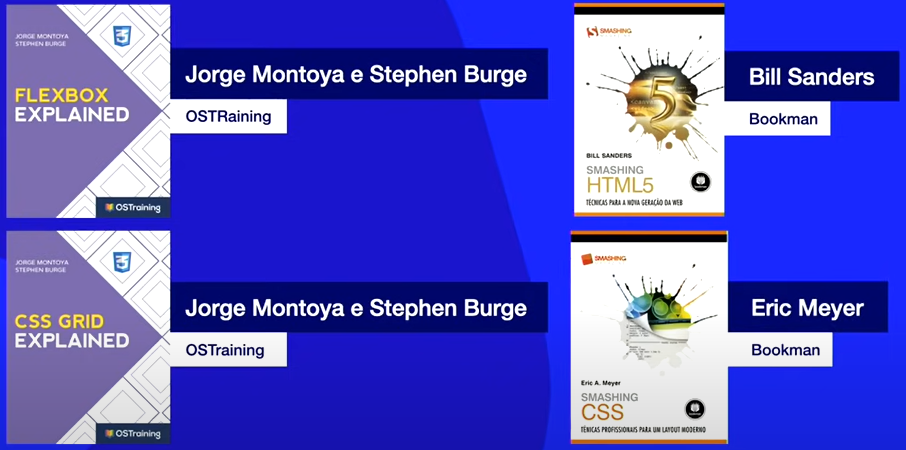 JORGE MONTOYA
STEPHEN BURGE
FLEXBOX
EXPLAINED
OSTraining
Jorge Montoya e Stephen Burge
OSTRaining
SMASHING
5
BILL SANDERS
SMASHING
HTML5
TÉCNICAS PARA A NOVA GERAÇÃO DA WEB
Bill Sanders
Bookman
JORGE MONTOYA
STEPHEN BURGE
CSS GRID
EXPLAINED
OSTraining
Jorge Montoya e Stephen Burge
OSTraining
SMASHING
Eric A. Meyer
SMASHING
CSS
TÉNICAS PROFISSIONAIS PARA UM LAYOUT MODERNO
Eric Meyer
Bookman